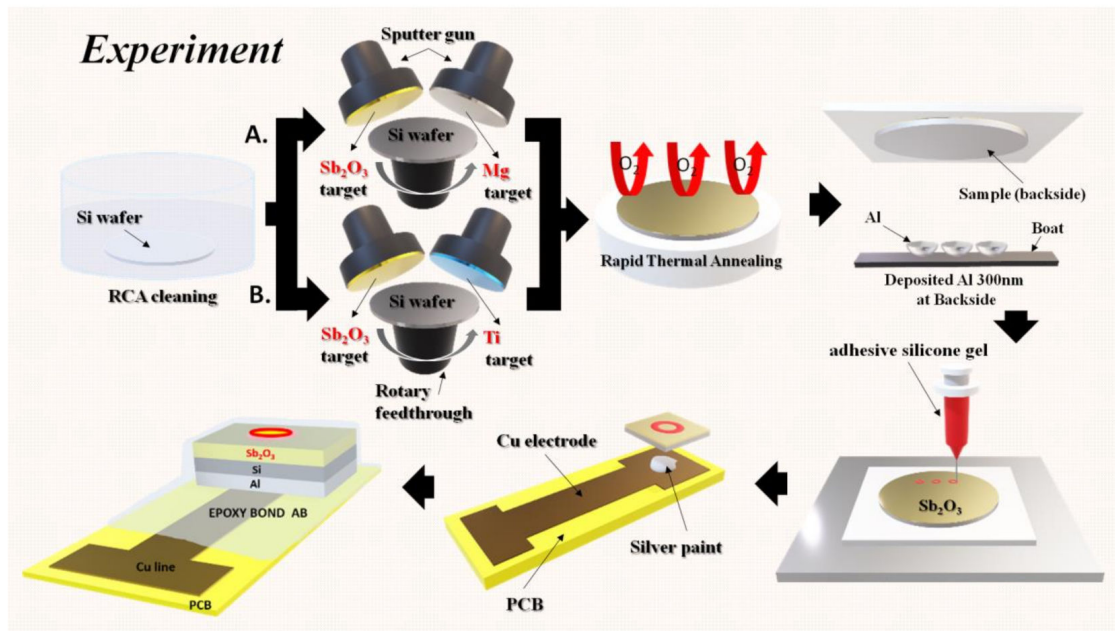 Experiment
Sputter gun
A.
Si wafer
Sb₂O₃
target
Mg
target
Si wafer
RCA cleaning
B.
Si wafer
Sb₂O₃
target
Ti
target
Rotary
feedthrough
O₂
O₂
O₂
Rapid Thermal Annealing
Sample (backside)
Al
Boat
Deposited Al 300nm
at Backside
adhesive silicone gel
Sb₂O₃
Cu electrode
Silver paint
PCB
Sb₂O₃
Si
Al
EPOXY BOND AB
Cu line
PCB